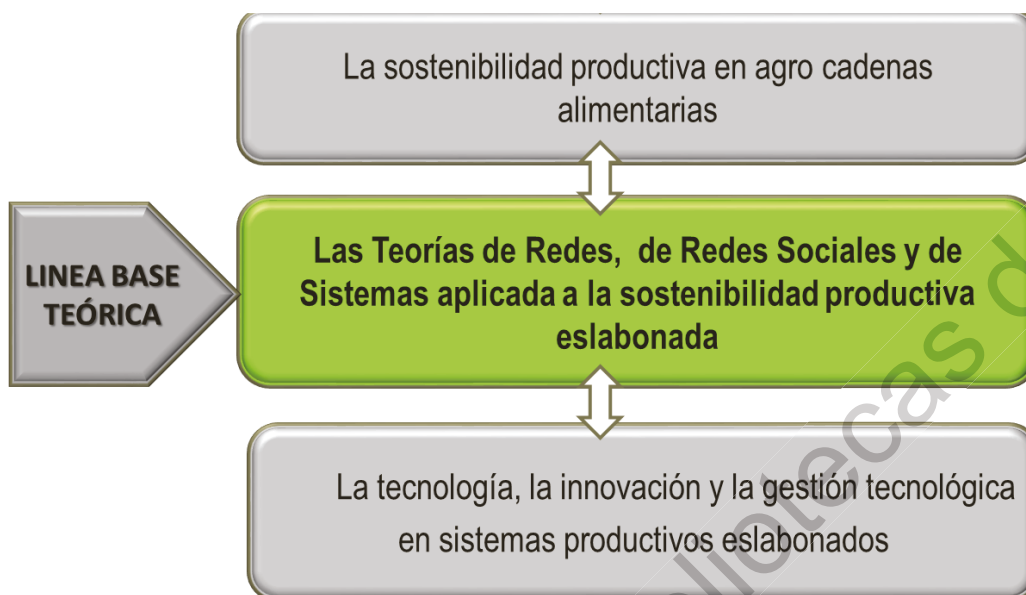 La sostenibilidad productiva en agro cadenas
alimentarias
LINEA BASE
TEÓRICA
Las Teorías de Redes, de Redes Sociales y de
Sistemas aplicada a la sostenibilidad productiva
eslabonada
La tecnología, la innovación y la gestión tecnológica
en sistemas productivos eslabonados